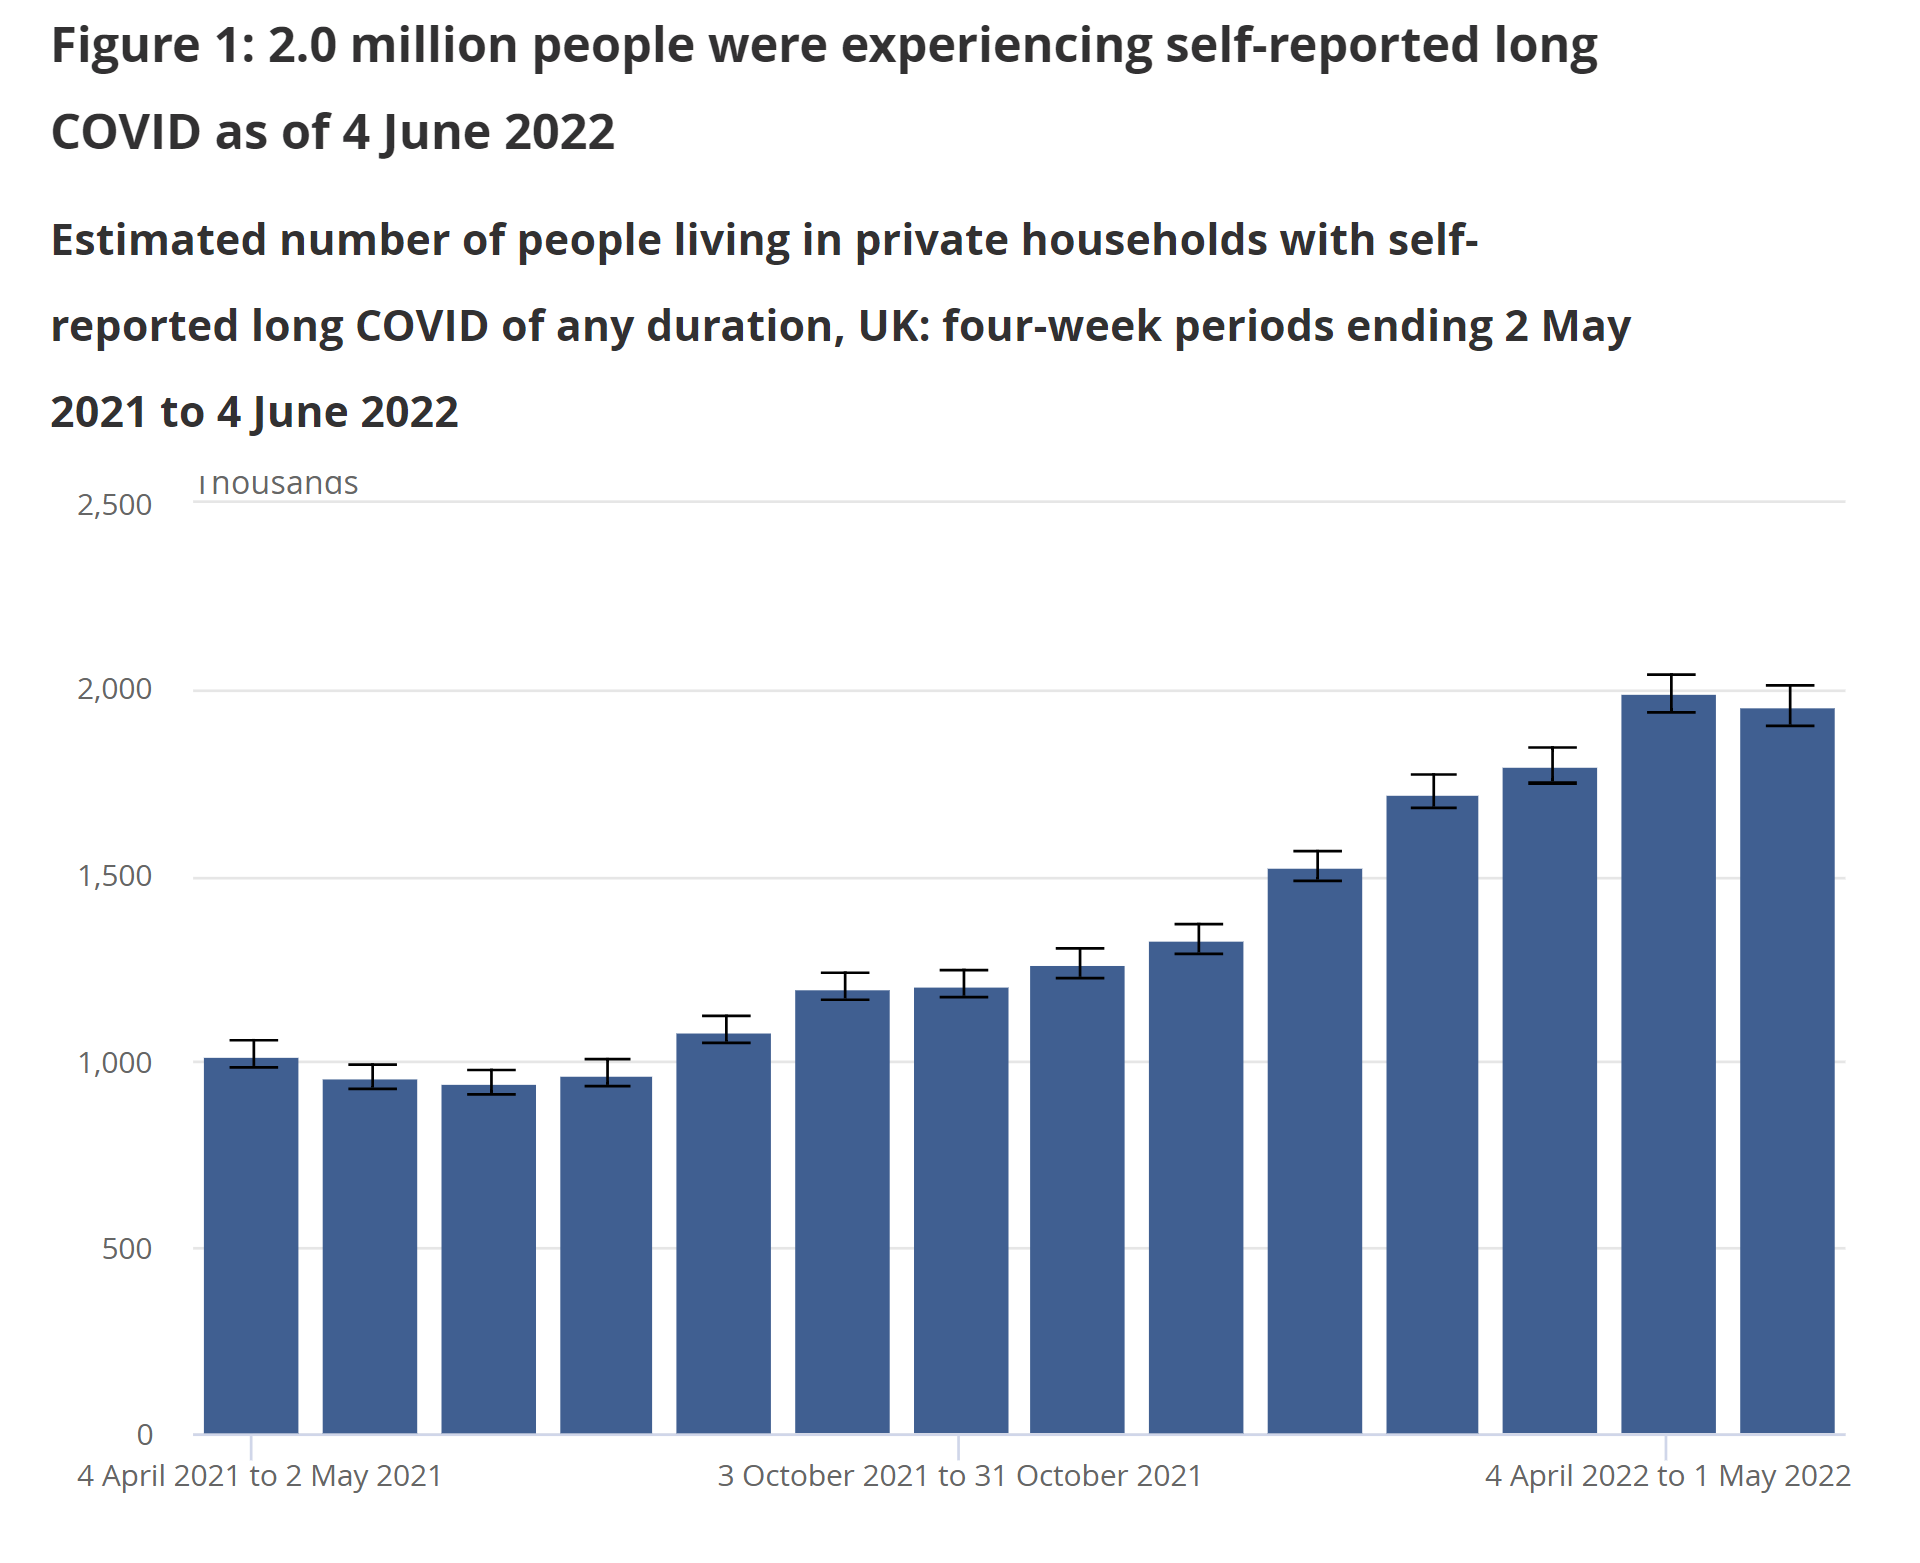 Figure 1: 2.0 million people were experiencing self-reported long
COVID as of 4 June 2022
Estimated number of people living in private households with self-
reported long COVID of any duration, UK: four-week periods ending 2 May
2021 to 4 June 2022
Thousands
2,500
2,000
1,500
1,000
500
0
4 April 2021 to 2 May 2021
3 October 2021 to 31 October 2021
4 April 2022 to 1 May 2022